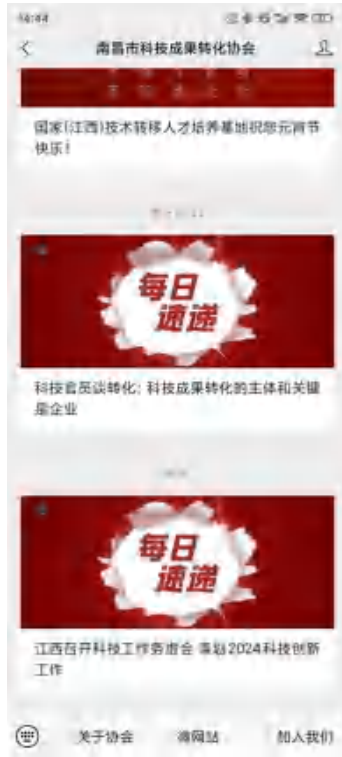 14:44
南昌市科技成果转化协会
国家(江西)技术转移人才培养基地祝您元宵节
快乐!
每日
速递
科技官员谈转化:科技成果转化的主体和关键
是企业
每日
速递
江西召开科技工作务虚会 谋划2024科技创新
工作
关于协会
微网站
加入我们